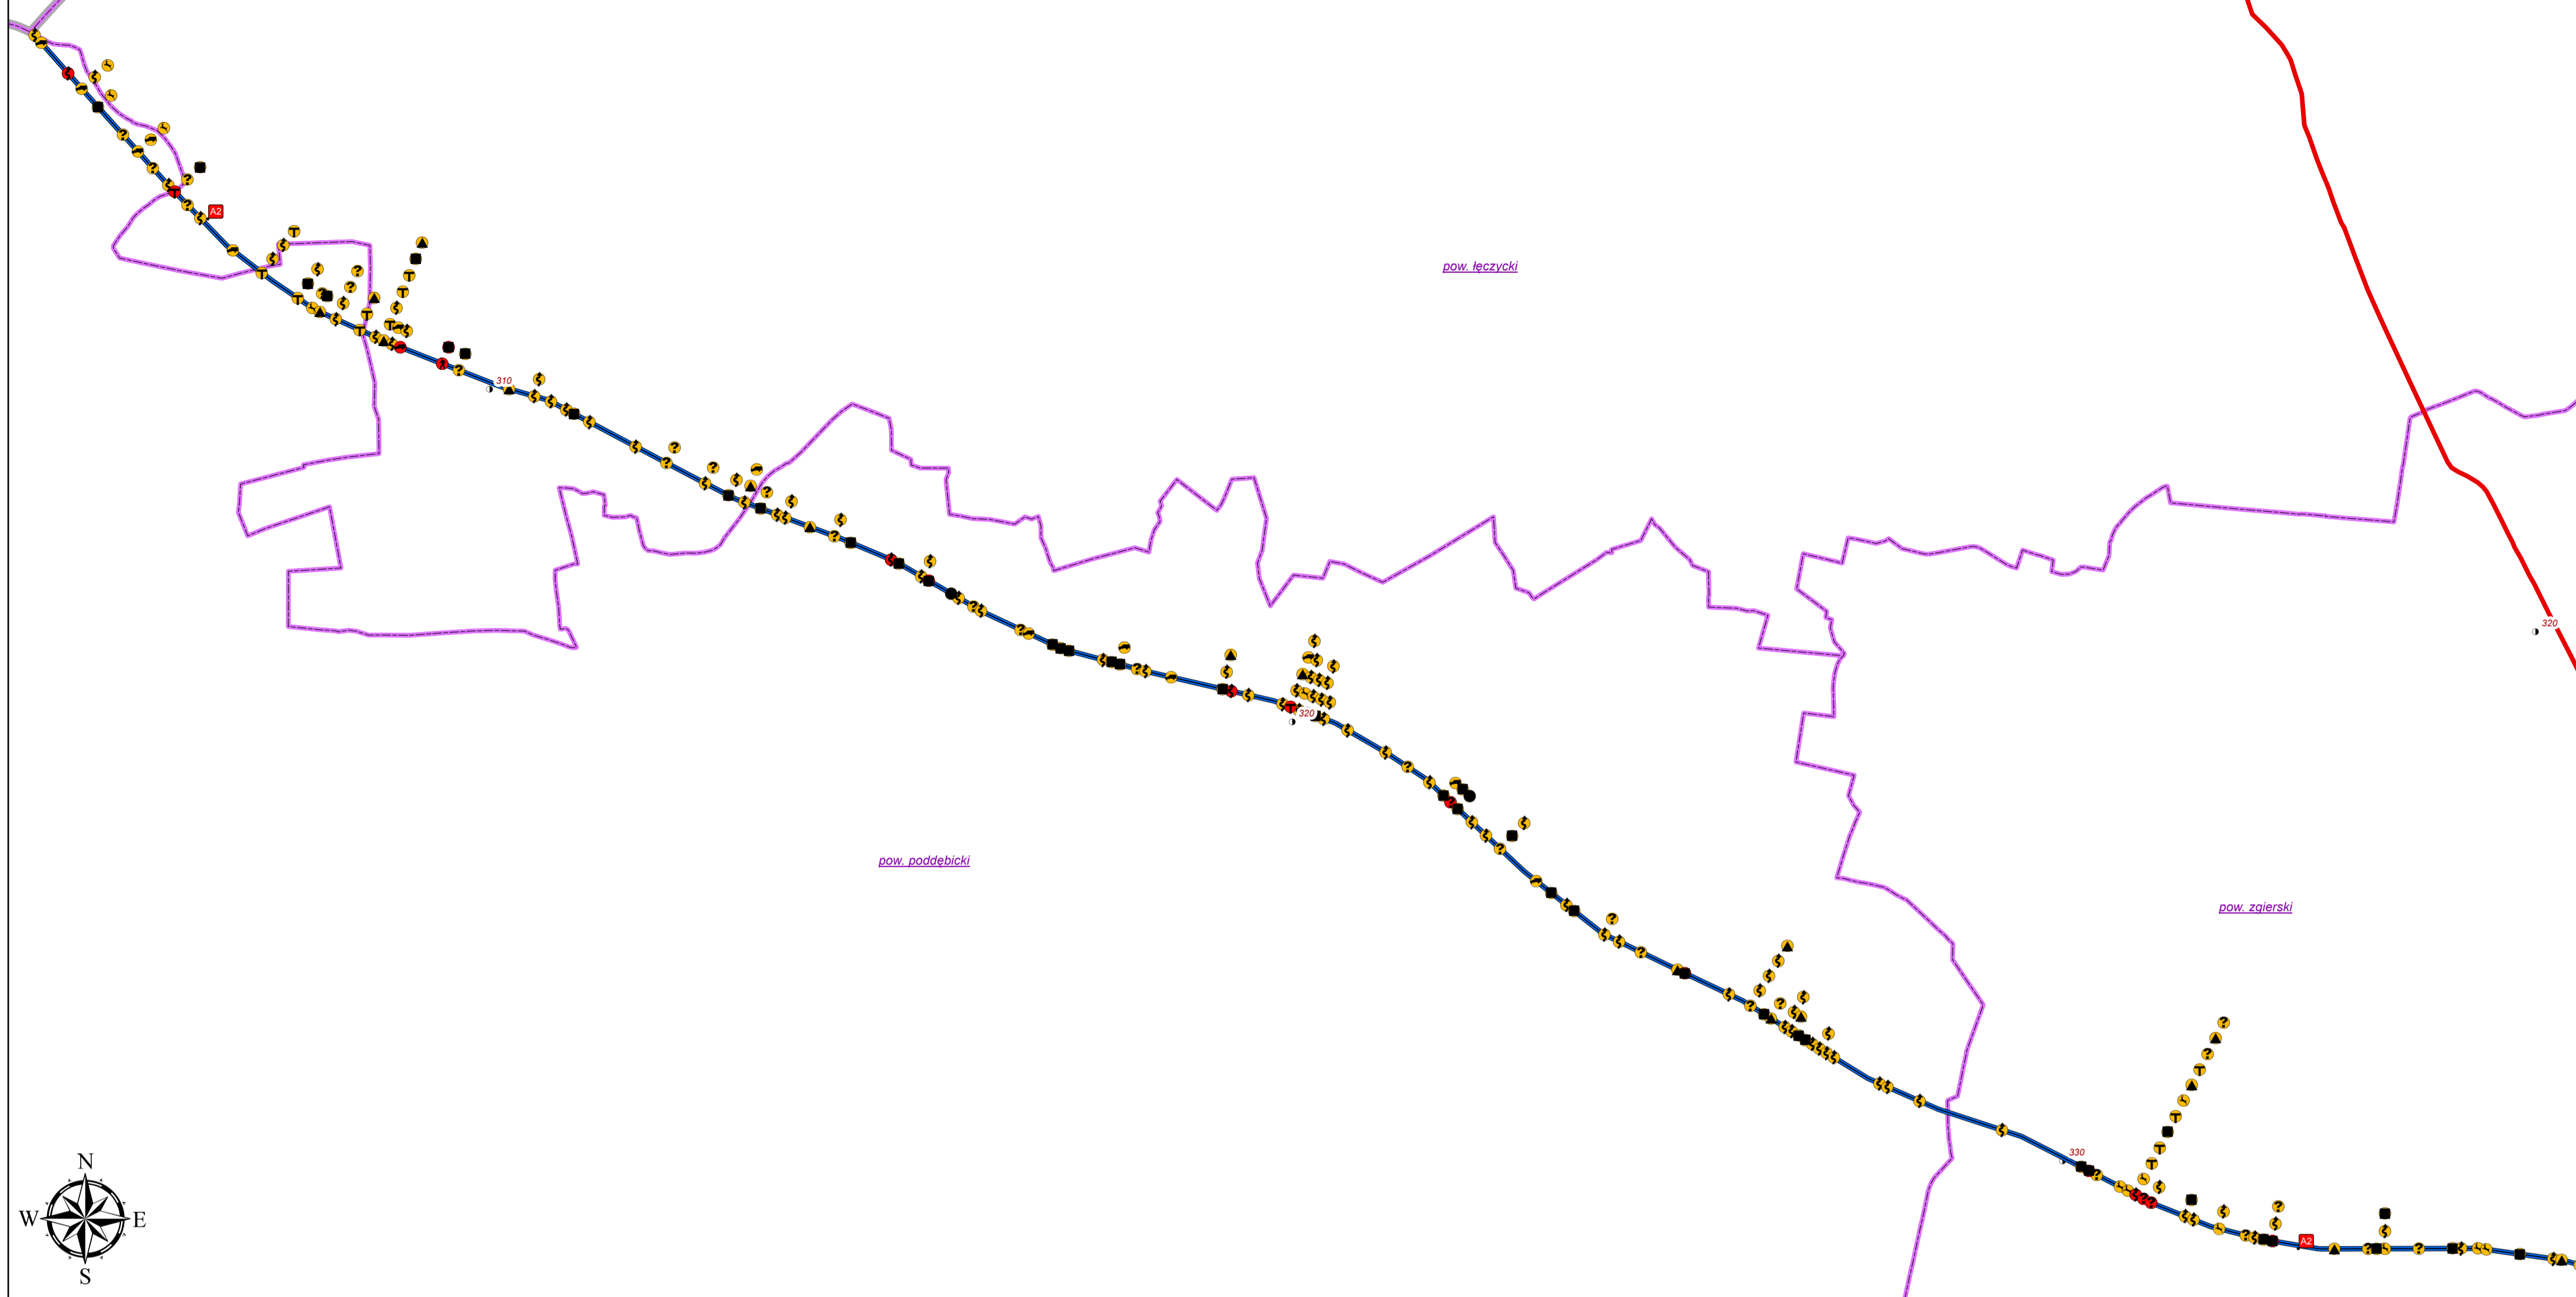 A2
pow. łęczycki
310
320
320
pow. poddębicki
pow. zgierski
330
N
W
E
S
A2